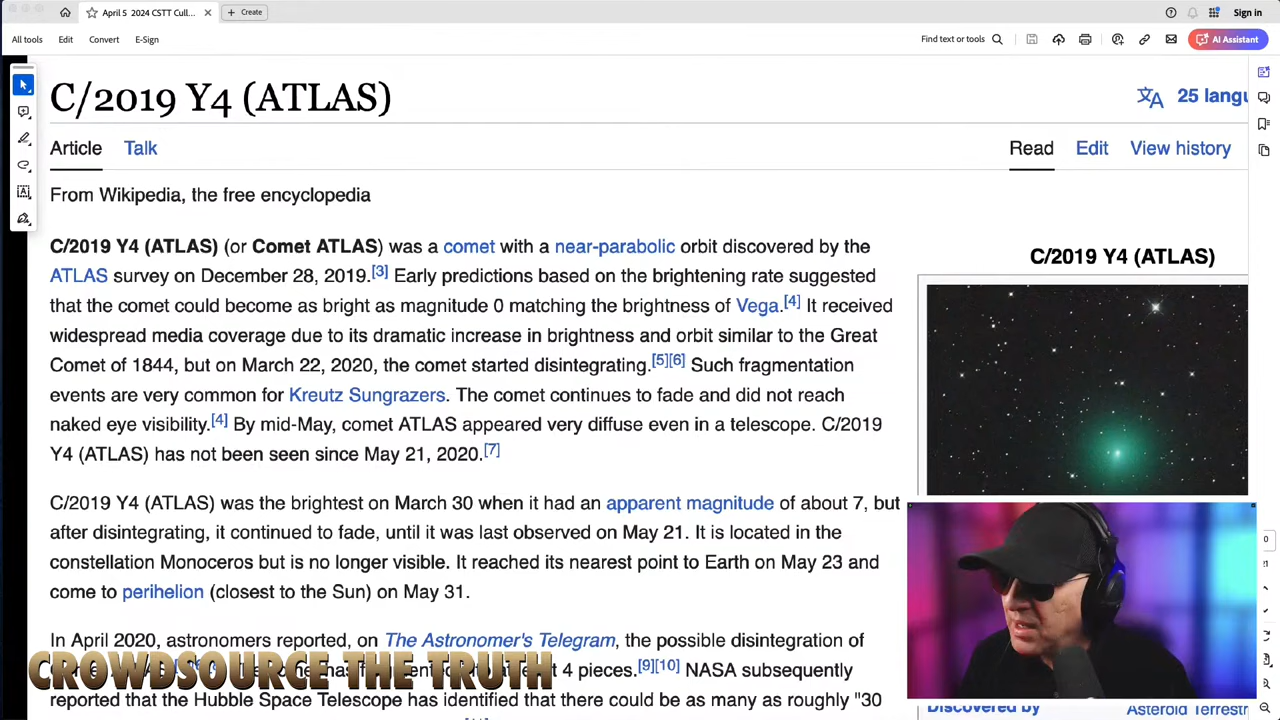 April 5 2024 CSTT Cull...
Create
Sign in
All tools
Edit
Convert
E-Sign
Find text or tools
AI Assistant
C/2019 Y4 (ATLAS)
25 langu
Article
Talk
Read
Edit
View history
From Wikipedia, the free encyclopedia
C/2019 Y4 (ATLAS) (or Comet ATLAS) was a comet with a near-parabolic orbit discovered by the
ATLAS survey on December 28, 2019.[3] Early predictions based on the brightening rate suggested
that the comet could become as bright as magnitude 0 matching the brightness of Vega.[4] It received
widespread media coverage due to its dramatic increase in brightness and orbit similar to the Great
Comet of 1844, but on March 22, 2020, the comet started disintegrating.[5][6] Such fragmentation
events are very common for Kreutz Sungrazers. The comet continues to fade and did not reach
naked eye visibility.[4] By mid-May, comet ATLAS appeared very diffuse even in a telescope. C/2019
Y4 (ATLAS) has not been seen since May 21, 2020.[7]
C/2019 Y4 (ATLAS)
C/2019 Y4 (ATLAS) was the brightest on March 30 when it had an apparent magnitude of about 7, but
after disintegrating, it continued to fade, until it was last observed on May 21. It is located in the
constellation Monoceros but is no longer visible. It reached its nearest point to Earth on May 23 and
come to perihelion (closest to the Sun) on May 31.
In April 2020, astronomers reported, on The Astronomer's Telegram, the possible disintegration of
4 pieces.[9][10] NASA subsequently
reported that the Hubble Space Telescope has identified that there could be as many as roughly "30
CROWDSOURCE THE TRUTH
Discovered by
Asteroid Terrestr